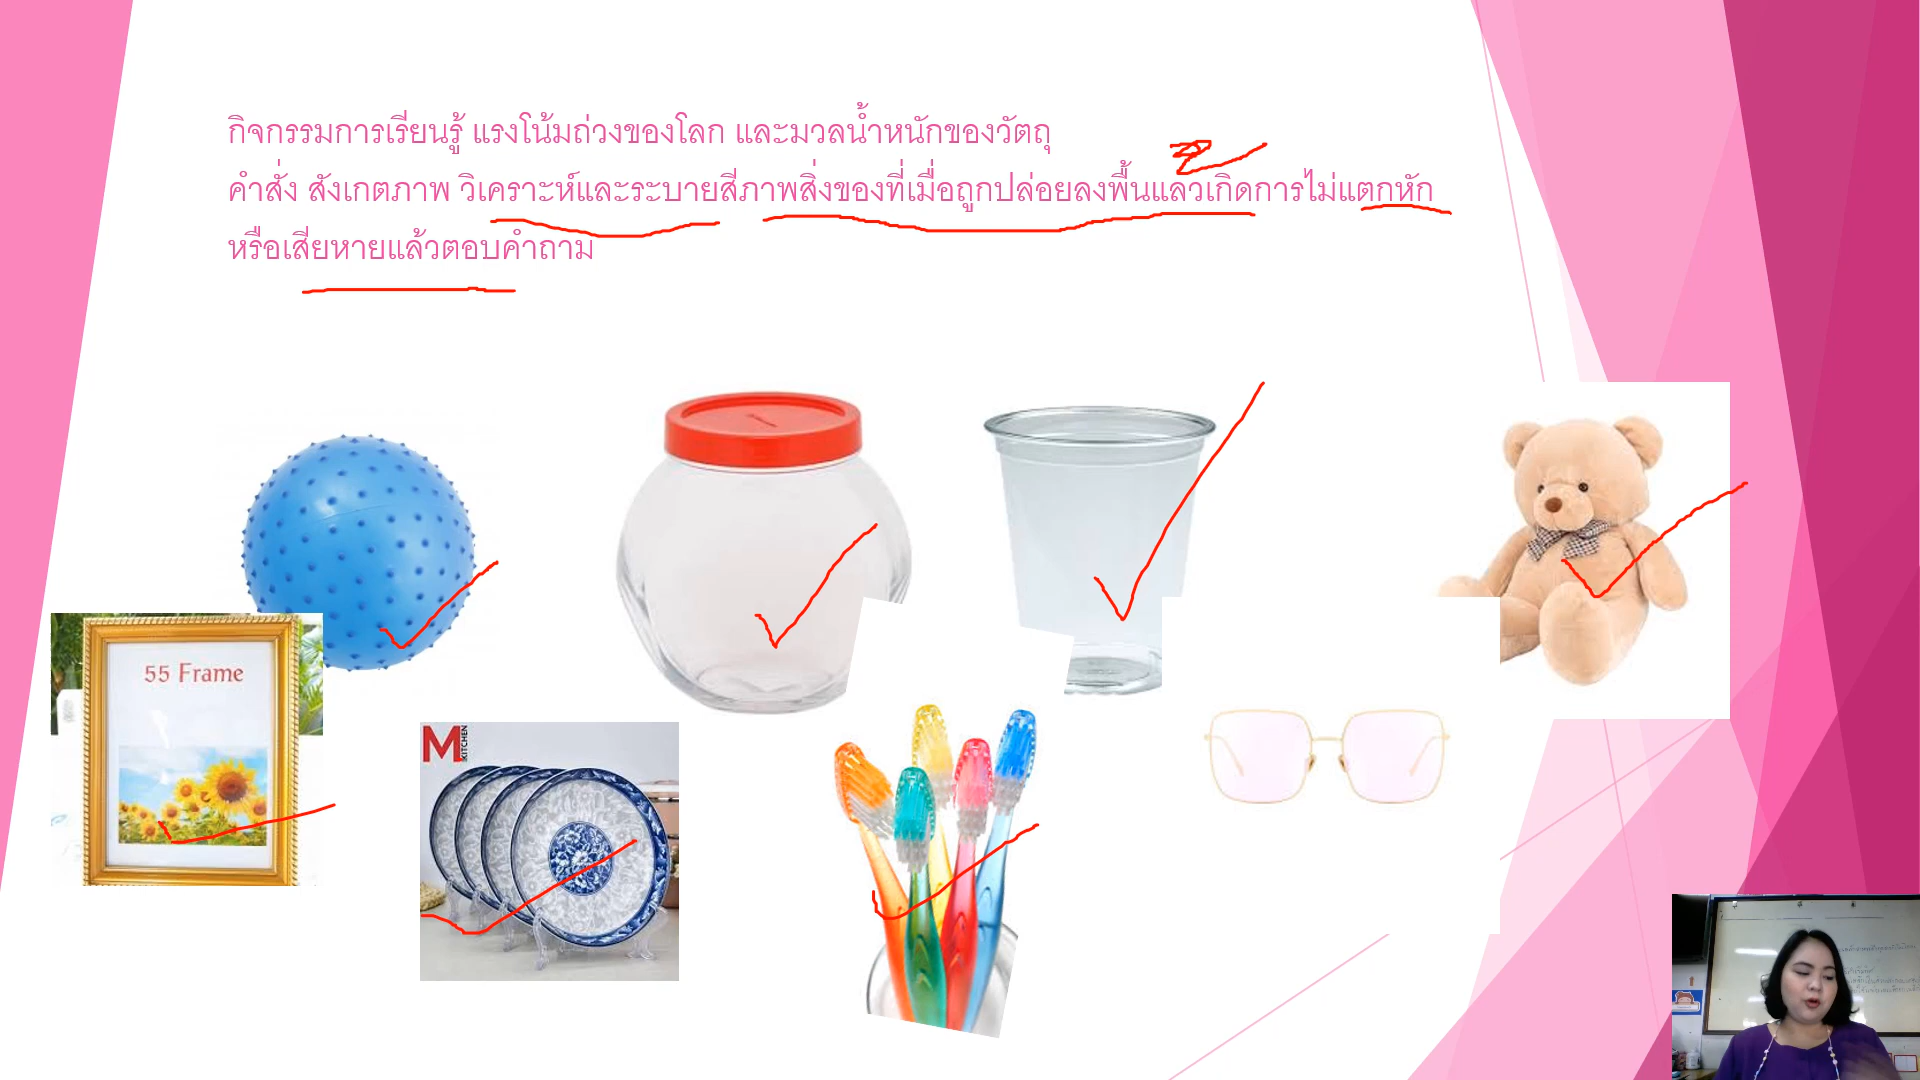 กิจกรรมการเรียนรู้ แรงโน้มถ่วงของโลก และมวลน้ำหนักของวัตถุ
คำสั่ง สังเกตภาพ วิเคราะห์และระบายสีภาพสิ่งของที่เมื่อถูกปล่อยลงพื้นแลวเกิดการไม่แตกหัก
หรือเสียหายแล้วตอบคำถาม
55 Frame
M KITCHEN